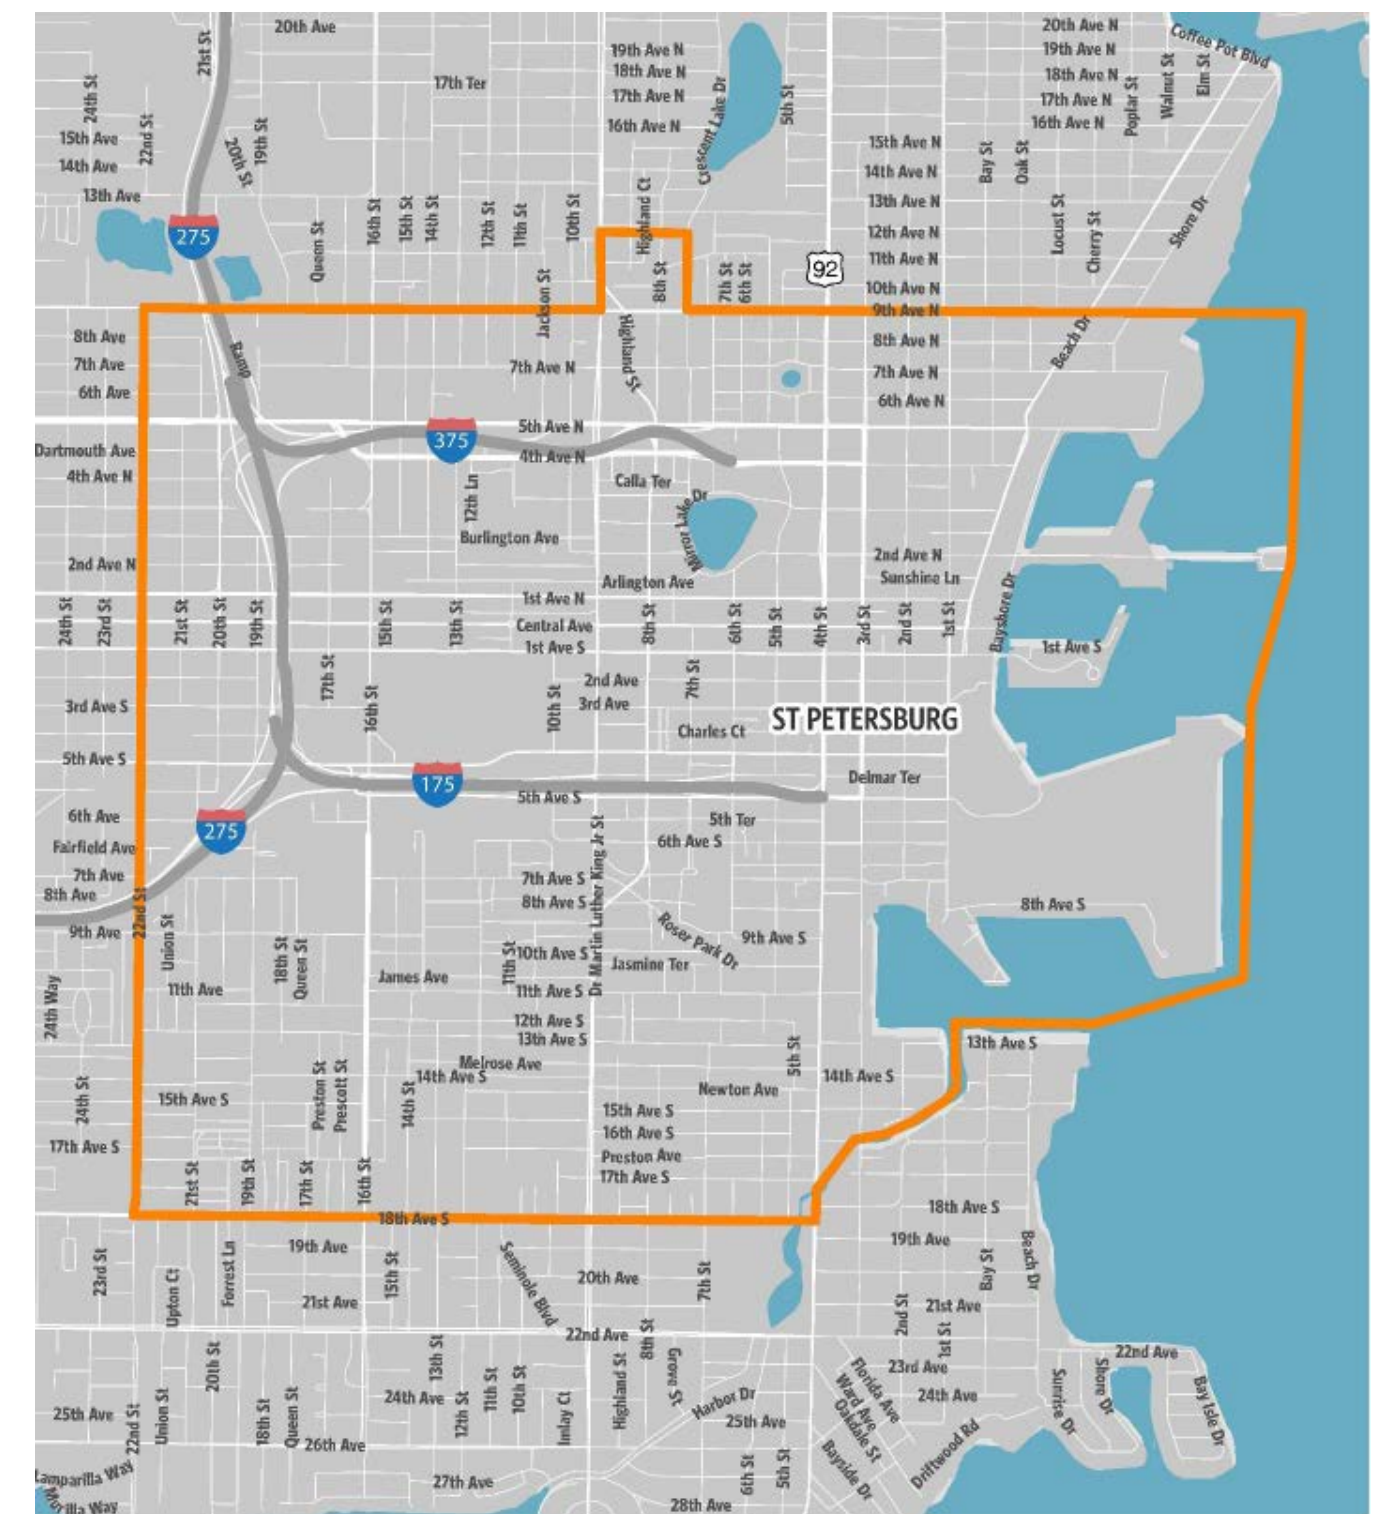 20th Ave
21st St
24th St
22nd St
20th St
19th St
17th Ter
15th Ave
14th Ave
13th Ave
275
Queen St
16th St
15th St
14th St
12th St
11th St
10th St
Jackson St
19th Ave N
18th Ave N
17th Ave N
16th Ave N
Crescent Lake Dr
5th St
Highland Ct
8th St
7th St
6th St
92
20th Ave N
19th Ave N
18th Ave N
17th Ave N
16th Ave N
Coffee Pot Blvd
Poplar St
Walnut St
Elm St
15th Ave N
14th Ave N
13th Ave N
12th Ave N
11th Ave N
10th Ave N
9th Ave N
8th Ave N
7th Ave N
6th Ave N
Bay St
Oak St
Locust St
Cherry St
Shore Dr
Beach Dr
8th Ave
7th Ave
6th Ave
Ramp
Highland St
7th Ave N
5th Ave N
4th Ave N
375
Dartmouth Ave
4th Ave N
12th Ln
Calla Ter
Mirror Lake Dr
Burlington Ave
2nd Ave N
Arlington Ave
2nd Ave N
Sunshine Ln
1st Ave N
Central Ave
1st Ave S
24th St
23rd St
21st St
20th St
19th St
15th St
13th St
8th St
6th St
5th St
4th St
3rd St
2nd St
1st St
Bayshore Dr
1st Ave S
17th St
16th St
10th St
2nd Ave
3rd Ave
7th St
3rd Ave S
Charles Ct
ST PETERSBURG
5th Ave S
175
5th Ave S
Delmar Ter
6th Ave
275
Fairfield Ave
7th Ave
8th Ave
9th Ave
22nd St
5th Ter
6th Ave S
Dr Martin Luther King Jr St
7th Ave S
8th Ave S
8th Ave S
Roser Park Dr
9th Ave S
Union St
18th St
Queen St
11th St
10th Ave S
Jasmine Ter
James Ave
11th Ave
11th Ave S
24th Way
12th Ave S
13th Ave S
13th Ave S
5th St
Melrose Ave
14th Ave S
14th Ave S
Newton Ave
24th St
15th Ave S
Preston St
Prescott St
14th St
15th Ave S
16th Ave S
Preston Ave
17th Ave S
17th Ave S
21st St
19th St
17th St
16th St
18th Ave S
18th Ave S
19th Ave
19th Ave
23rd St
Upton Ct
Forrest Ln
15th St
21st Ave
Seminole Blvd
20th Ave
7th St
Bay St
Beach Dr
2nd St
21st Ave
1st St
22nd Ave
8th St
22nd Ave
20th St
13th St
11th St
10th St
Highland St
Grove St
23rd Ave
Florida Ave
Ward Ave
Oakdale St
24th Ave
24th Ave
Sunrise Dr
Shore Dr
Bay Isle Dr
25th Ave
22nd St
Union St
18th St
Queen St
12th St
Imlay Ct
Harbor Dr
25th Ave
26th Ave
Bayside Dr
Driftwood Rd
27th Ave
6th St
5th St
28th Ave